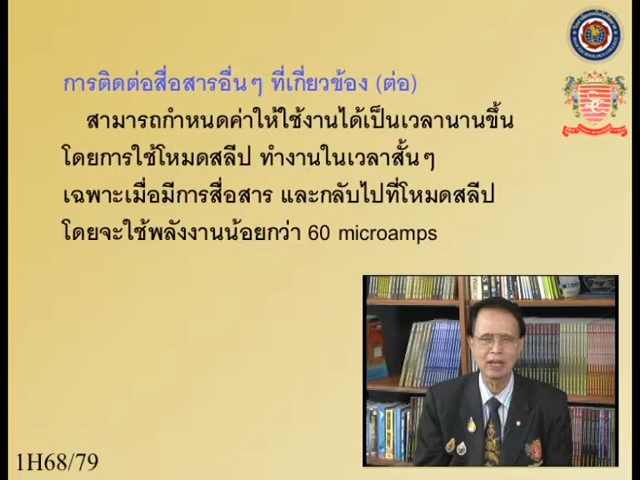 การติดต่อสื่อสารอื่นๆ ที่เกี่ยวข้อง (ต่อ)
สามารถกำหนดค่าให้ใช้งานได้เป็นเวลานานขึ้น
โดยการใช้โหมดสลีป ทำงานในเวลาสั้นๆ
เฉพาะเมื่อมีการสื่อสาร และกลับไปที่โหมดสลีป
โดยจะใช้พลังงานน้อยกว่า 60 microamps
1H68/79